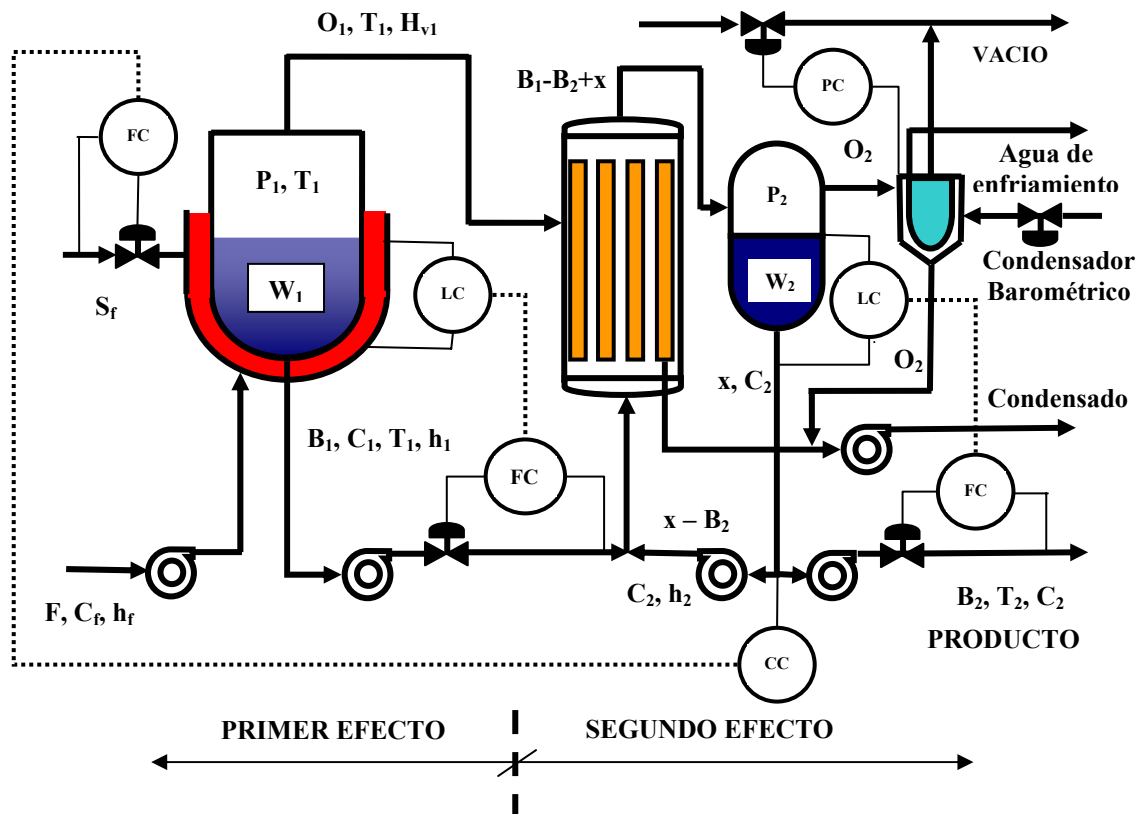 O1, T1, Hv1
VACIO
B1-B2+x
PC
FC
O2
Agua de
enfriamiento
P1, T1
P2
W1
W2
LC
LC
Condensador
Barométrico
Sf
O2
x, C2
Condensado
B1, C1, T1, h1
FC
FC
x – B2
F, Cf, hf
C2, h2
B2, T2, C2
PRODUCTO
CC
PRIMER EFECTO
SEGUNDO EFECTO